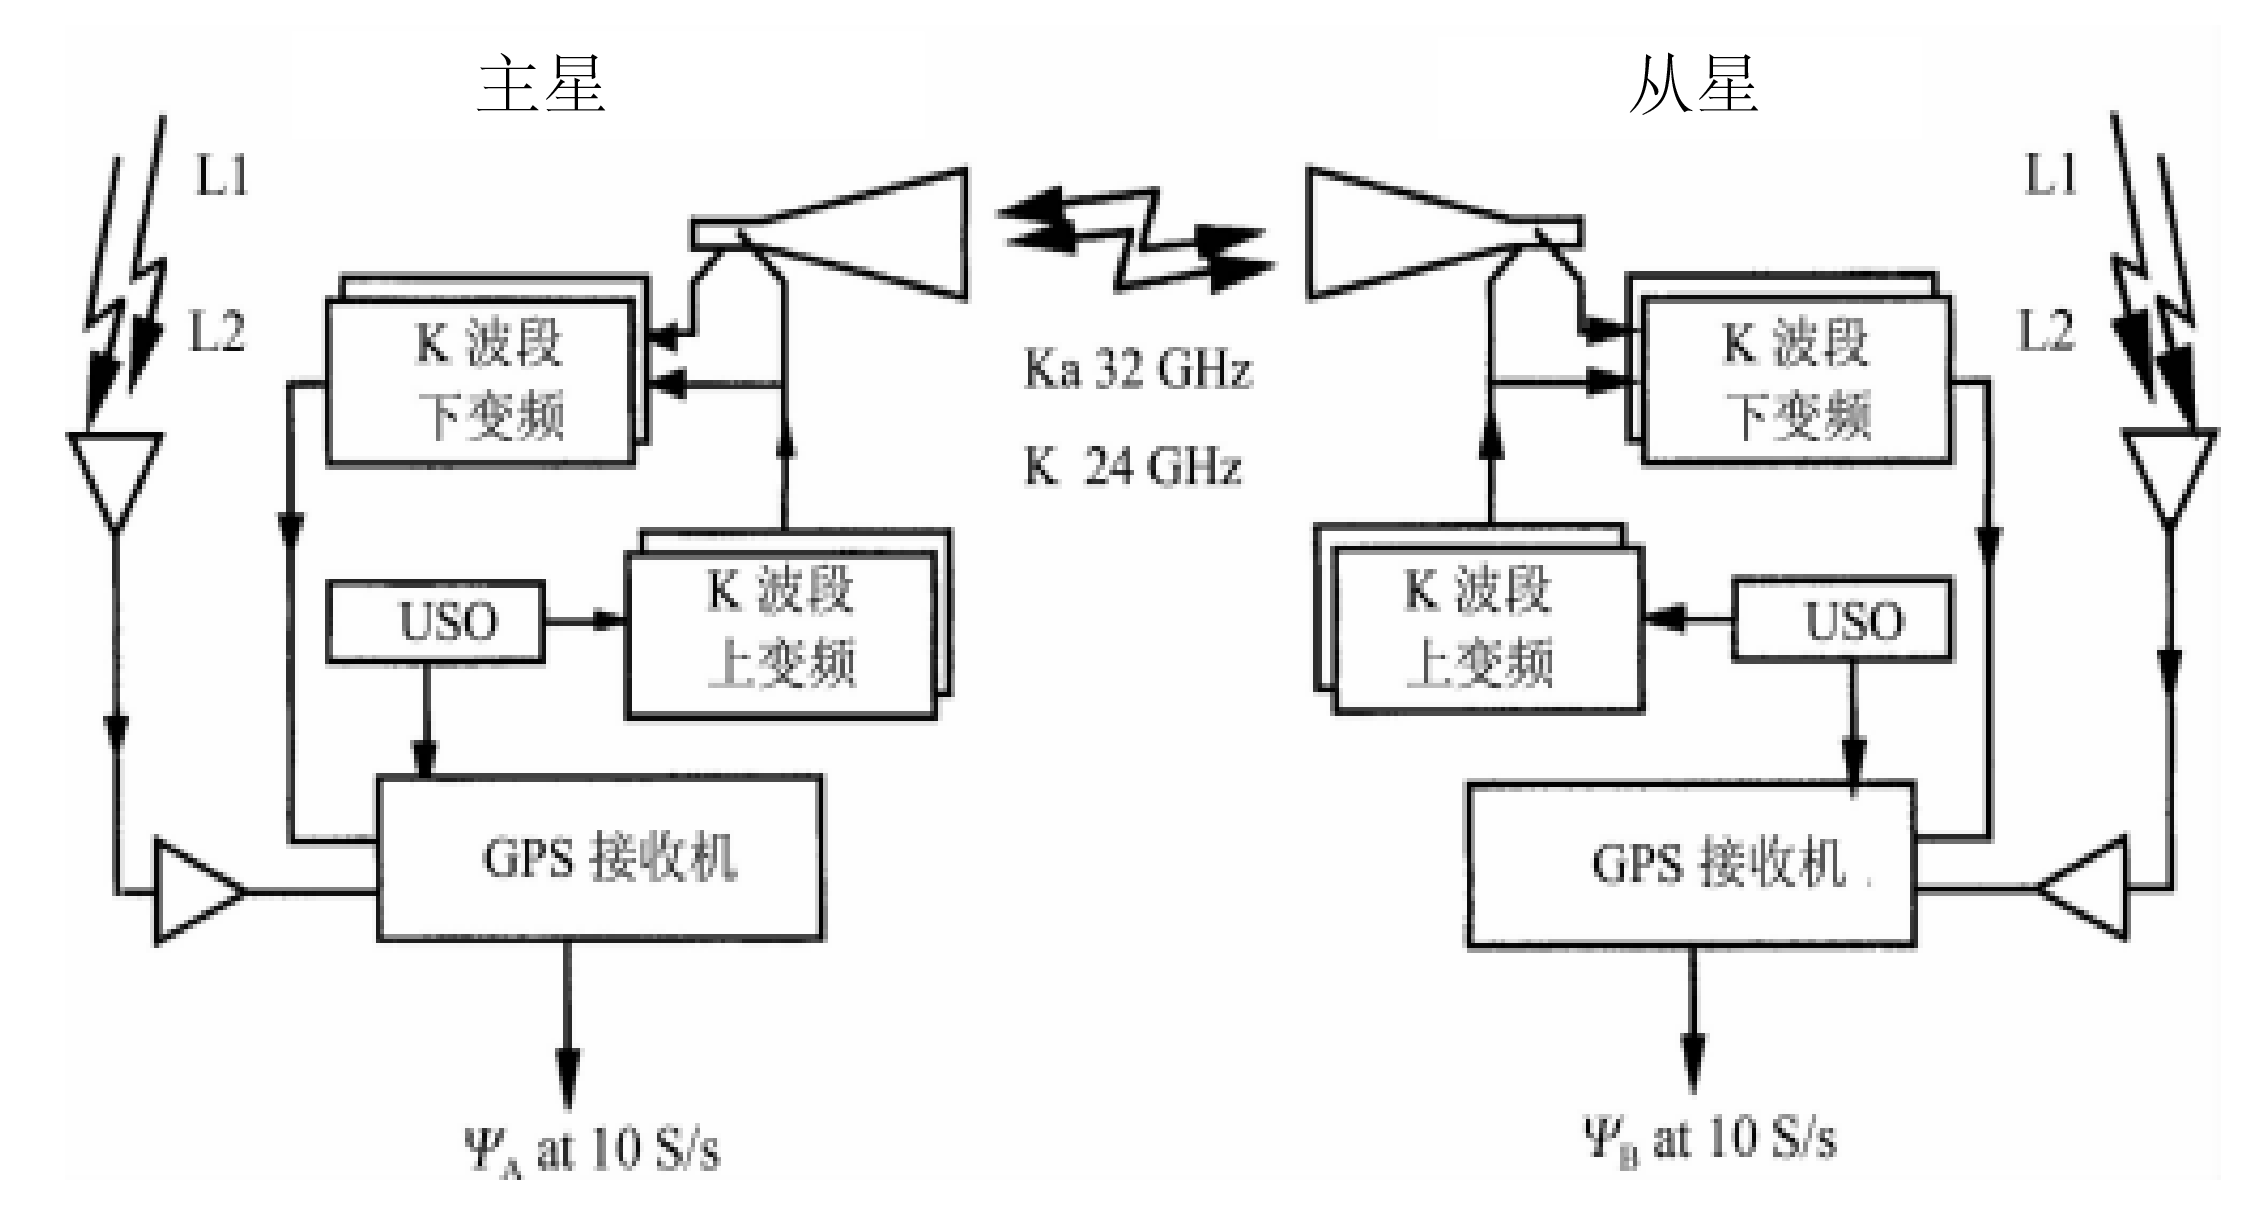 主星
从星
L1
L1
L2
L2
K 波段
下变频
K 波段
下变频
Ka 32 GHz
K 24 GHz
USO
K 波段
上变频
K 波段
上变频
USO
GPS 接收机
GPS 接收机
Ψ_A at 10 S/s
Ψ_B at 10 S/s